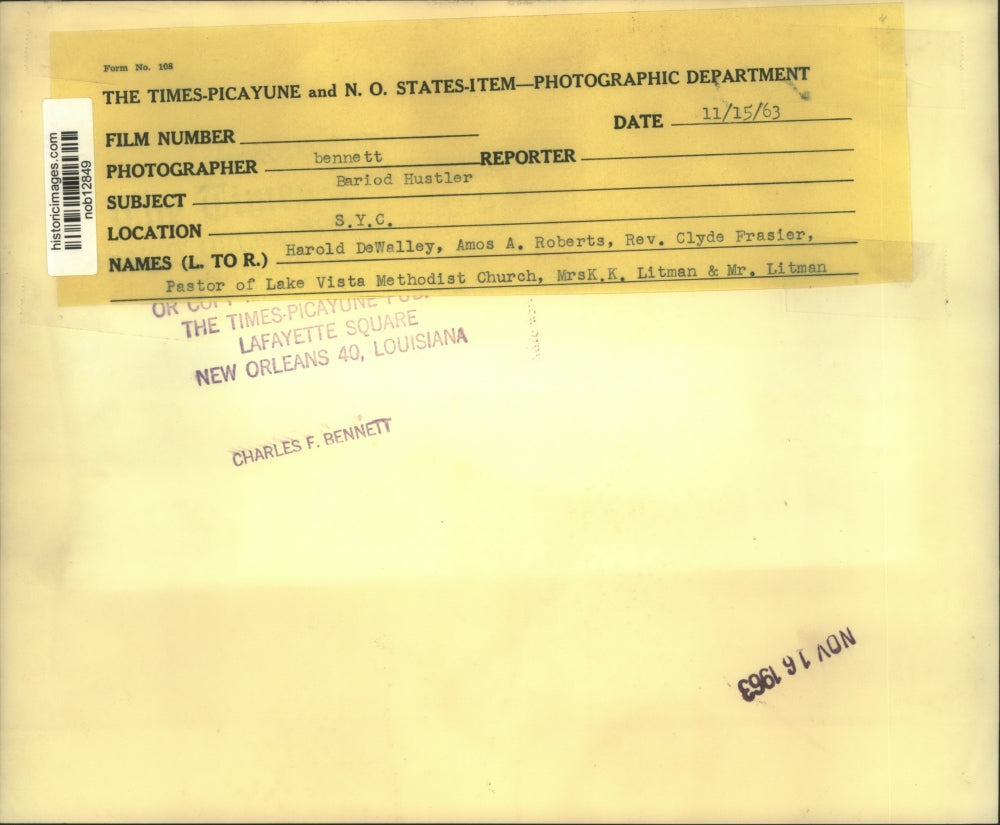 Form No. 108
THE TIMES-PICAYUNE and N. O. STATES-ITEM—PHOTOGRAPHIC DEPARTMENT
DATE 11/15/63
FILM NUMBER
PHOTOGRAPHER bennett REPORTER
SUBJECT Bariod Hustler
LOCATION S.Y.C.
NAMES (L. TO R.) Harold DeWalley, Amos A. Roberts, Rev. Clyde Frasier,
Pastor of Lake Vista Methodist Church, MrsK.K. Litman & Mr. Litman
historicimages.com
nob12849
OR
THE TIMES-PICAYUNE
LAFAYETTE SQUARE
NEW ORLEANS 40, LOUISIANA
CHARLES F. BENNETT
NOV 16 1963